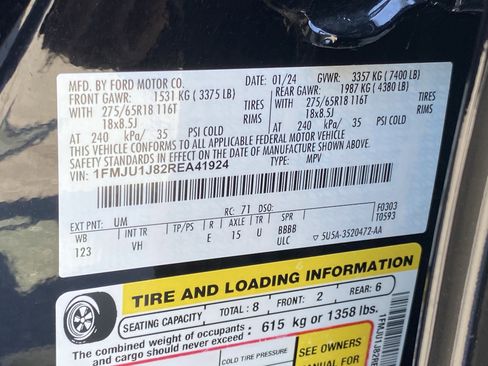 MFD. BY FORD MOTOR CO. DATE: 01/24 GVWR: 3357 KG (7400 LB)
FRONT GAWR: 1531 KG (3375 LB) REAR GAWR: 1987 KG (4380 LB)
WITH 275/65R18 116T TIRES WITH 275/65R18 116T TIRES
18x8.5J RIMS 18x8.5J RIMS
AT 240 kPa/ 35 PSI COLD AT 240 kPa/ 35 PSI COLD
THIS VEHICLE CONFORMS TO ALL APPLICABLE FEDERAL MOTOR VEHICLE
SAFETY STANDARDS IN EFFECT ON THE DATE OF MANUFACTURE SHOWN ABOVE.
VIN: 1FMJU1J82REA41924 TYPE: MPV
F0303
T0593
EXT PNT: UM RC: 71 DSO:
WB INT TR TP/PS R AXLE TR SPR
123 VH E 15 U BBBB
ULC 5U5A-3520472-AA
TIRE AND LOADING INFORMATION
SEATING CAPACITY TOTAL: 8 FRONT: 2 REAR: 6
The combined weight of occupants and cargo should never exceed: 615 kg or 1358 lbs.
COLD TIRE PRESSURE
SEE OWNERS
MANUAL FOR